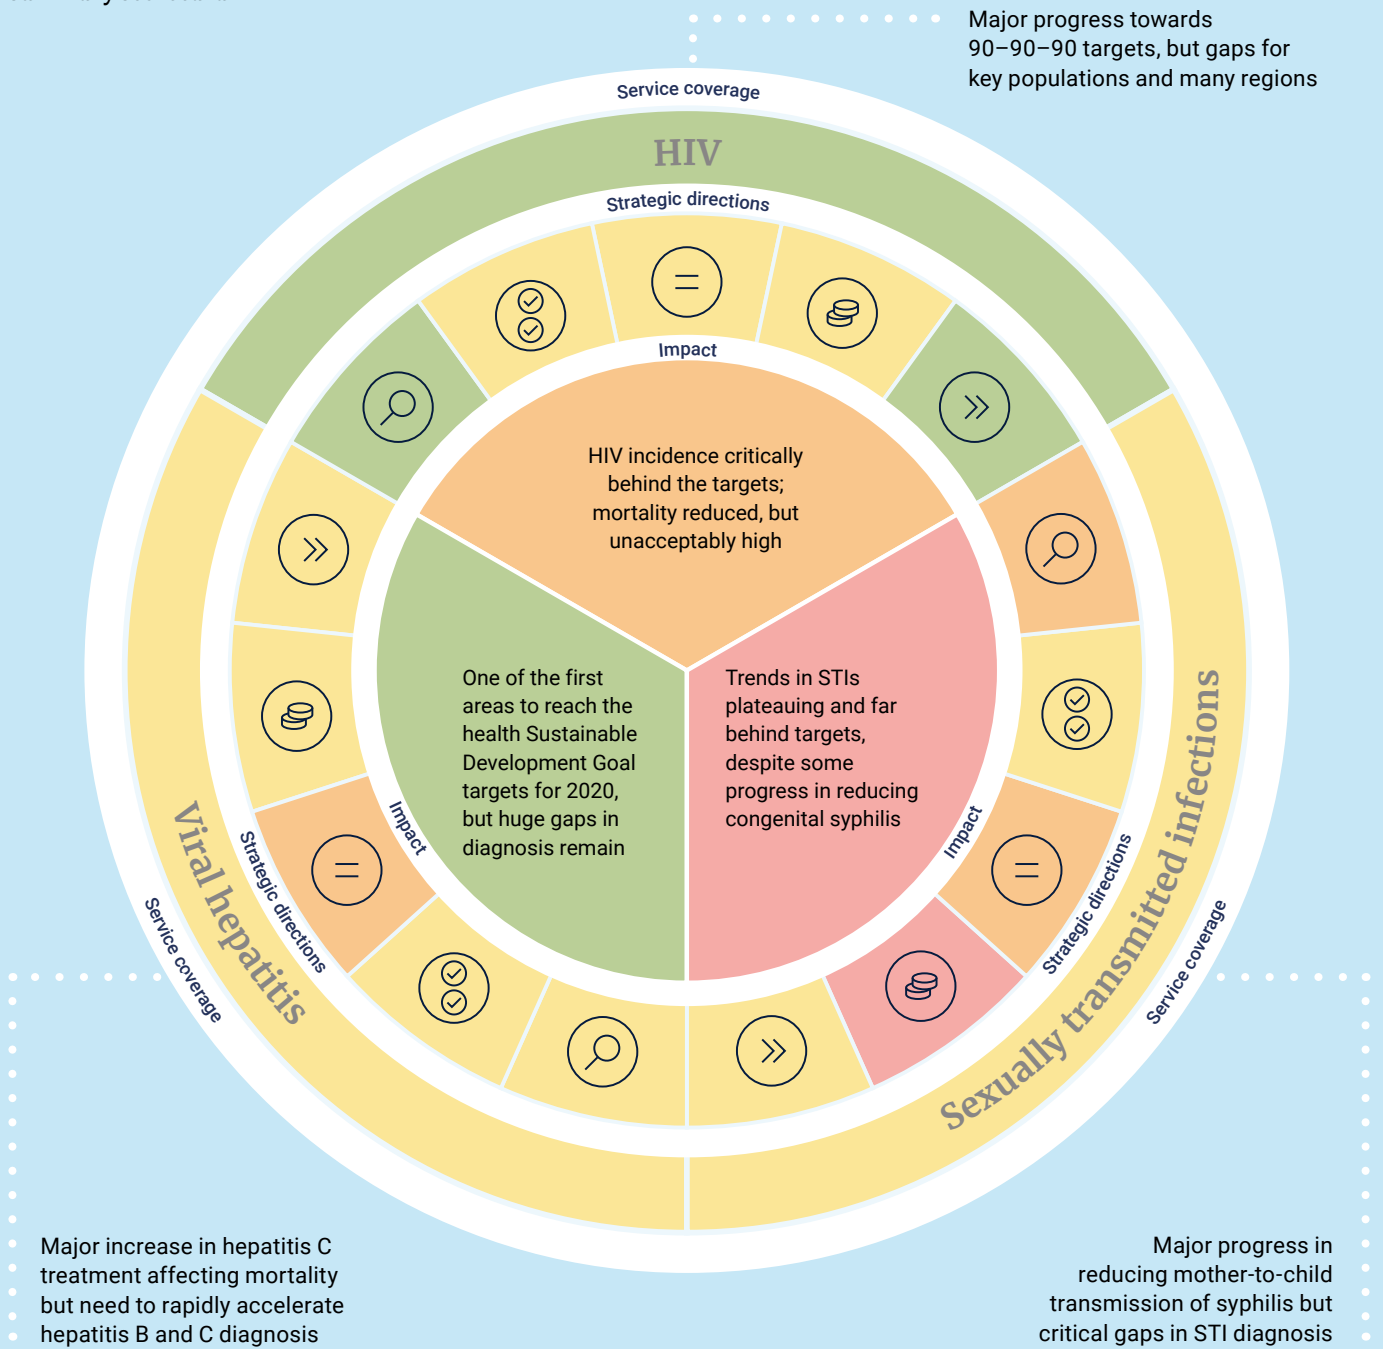 Major progress towards
90–90–90 targets, but gaps for
key populations and many regions
Service coverage
HIV
Strategic directions
Impact
HIV incidence critically
behind the targets;
mortality reduced, but
unacceptably high
One of the first
areas to reach the
health Sustainable
Development Goal
targets for 2020,
but huge gaps in
diagnosis remain
Trends in STIs
plateauing and far
behind targets,
despite some
progress in reducing
congenital syphilis
Impact
Strategic directions
Viral hepatitis
Service coverage
Impact
Strategic directions
Sexually transmitted infections
Service coverage
Major increase in hepatitis C
treatment affecting mortality
but need to rapidly accelerate
hepatitis B and C diagnosis
Major progress in
reducing mother-to-child
transmission of syphilis but
critical gaps in STI diagnosis